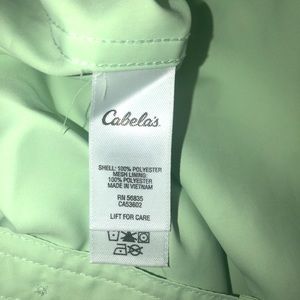 Cabela's
SHELL: 100% POLYESTER
MESH LINING:
100% POLYESTER
MADE IN VIETNAM
RN 56835
CA53602
LIFT FOR CARE